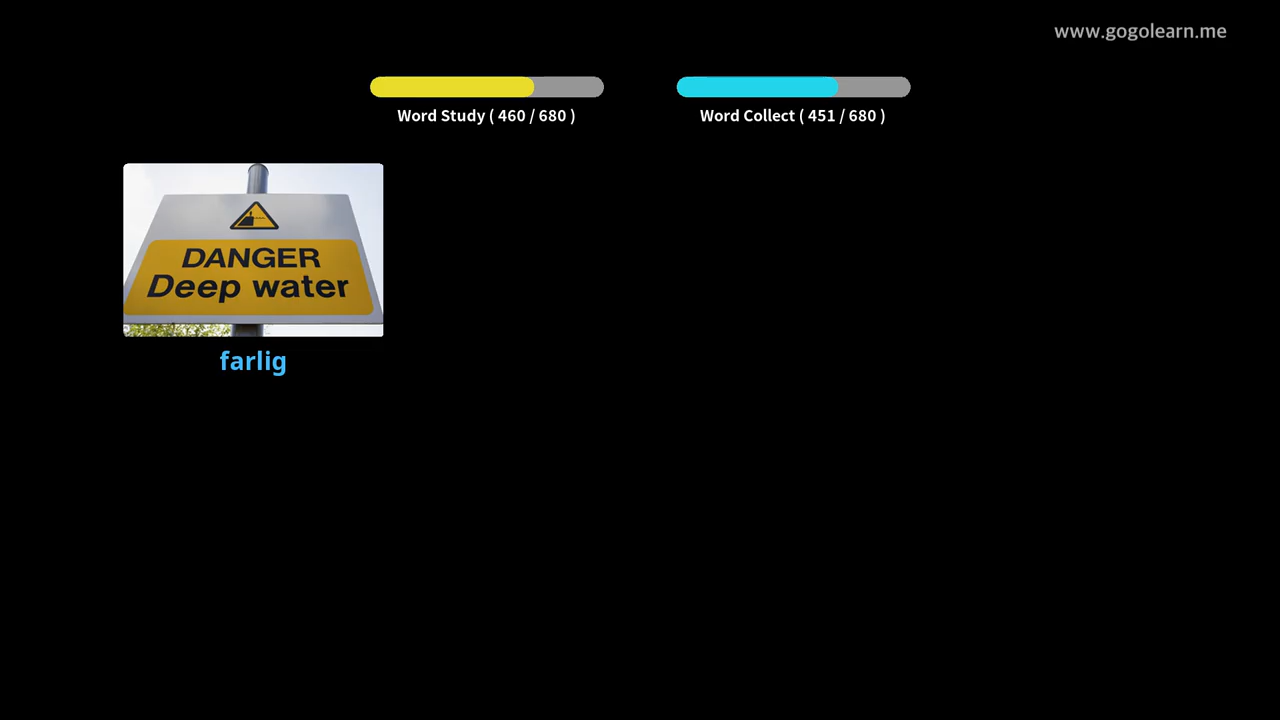 www.gogolearn.me
Word Study ( 460 / 680 )
Word Collect ( 451 / 680 )
DANGER
Deep water
farlig